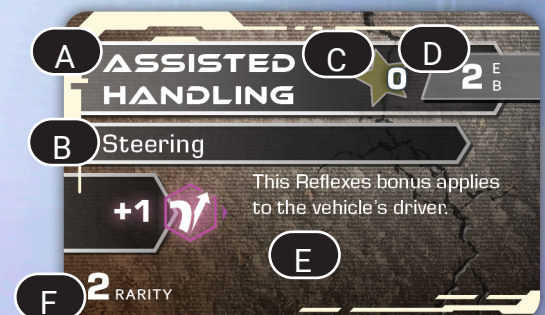 A
ASSISTED
HANDLING
C
0
D
2 E
B
B
Steering
+1
This Reflexes bonus applies
to the vehicle's driver.
E
F
2 RARITY